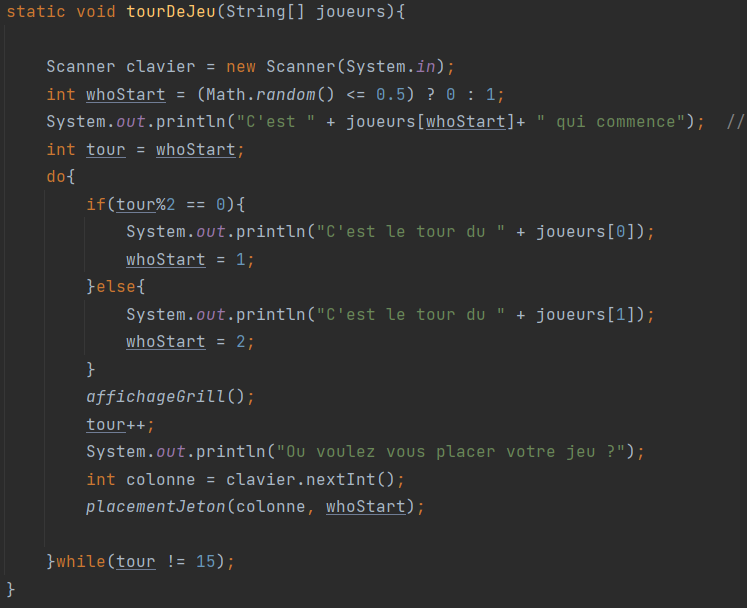 static void tourDeJeu(String[] joueurs){
Scanner clavier = new Scanner(System.in);
int whoStart = (Math.random() <= 0.5) ? 0 : 1;
System.out.println("C'est " + joueurs[whoStart]+ " qui commence");  //
int tour = whoStart;
do{
if(tour%2 == 0){
System.out.println("C'est le tour du " + joueurs[0]);
whoStart = 1;
}else{
System.out.println("C'est le tour du " + joueurs[1]);
whoStart = 2;
}
affichageGrill();
tour++;
System.out.println("Ou voulez vous placer votre jeu ?");
int colonne = clavier.nextInt();
placementJeton(colonne, whoStart);
}while(tour != 15);
}